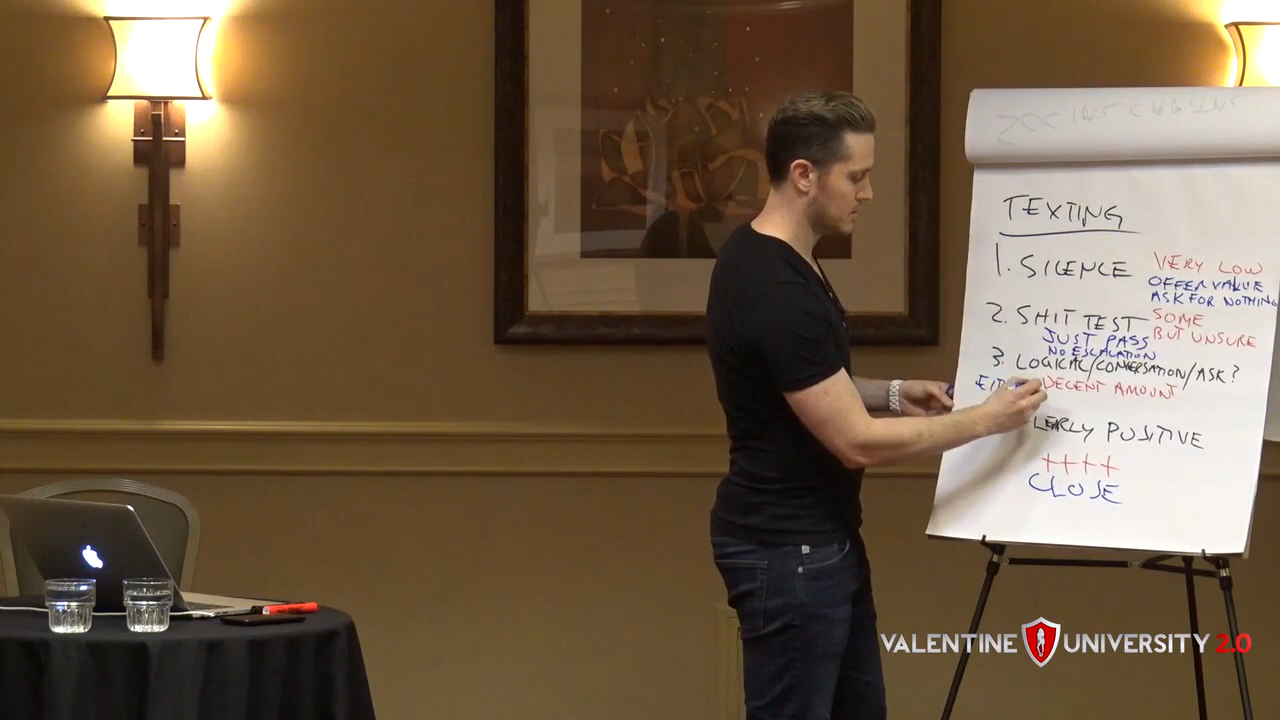 TEXTING
1. SILENCE
VERY LOW
OFFER VALUE
ASK FOR NOTHING
2. SHIT TEST
SOME
BUT UNSURE
JUST PASS
NO ESCALATION
3. LOGICAL/CONVERSATION/ASK?
DECENT AMOUNT
POSITIVE
++++
CLOSE
VALENTINE UNIVERSITY 2.0